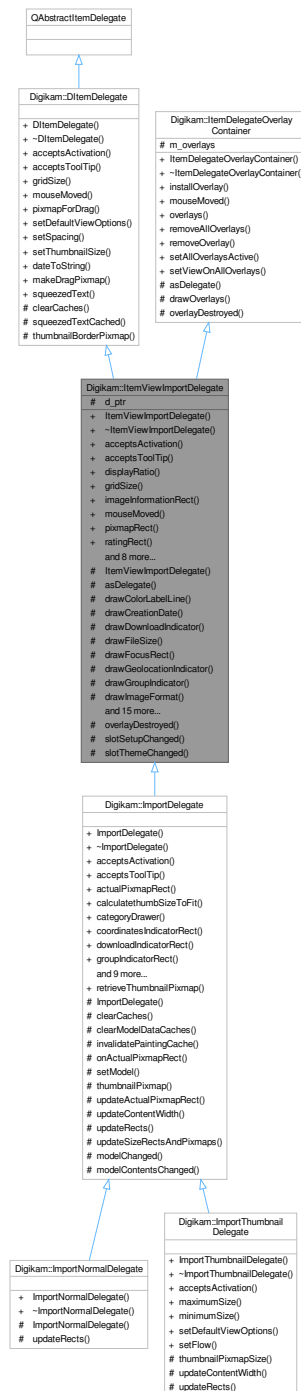 QAbstractItemDelegate
Digikam::DItemDelegate
+ DItemDelegate()
+ ~DItemDelegate()
+ acceptsActivation()
+ acceptsToolTip()
+ gridSize()
+ mouseMoved()
+ pixmapForDrag()
+ setDefaultViewOptions()
+ setSpacing()
+ setThumbnailSize()
+ dateToString()
+ makeDragPixmap()
+ squeezedText()
# clearCaches()
# squeezedTextCached()
# thumbnailBorderPixmap()
Digikam::ItemDelegateOverlay
Container
# m_overlays
+ ItemDelegateOverlayContainer()
+ ~ItemDelegateOverlayContainer()
+ installOverlay()
+ mouseMoved()
+ overlays()
+ removeAllOverlays()
+ removeOverlay()
+ setAllOverlaysActive()
+ setViewOnAllOverlays()
# asDelegate()
# drawOverlays()
# overlayDestroyed()
Digikam::ItemViewImportDelegate
# d_ptr
+ ItemViewImportDelegate()
+ ~ItemViewImportDelegate()
+ acceptsActivation()
+ acceptsToolTip()
+ displayRatio()
+ gridSize()
+ imageInformationRect()
+ mouseMoved()
+ pixmapRect()
+ ratingRect()
and 8 more...
# ItemViewImportDelegate()
# asDelegate()
# drawColorLabelLine()
# drawCreationDate()
# drawDownloadIndicator()
# drawFileSize()
# drawFocusRect()
# drawGeolocationIndicator()
# drawGroupIndicator()
# drawImageFormat()
and 15 more...
# overlayDestroyed()
# slotSetupChanged()
# slotThemeChanged()
Digikam::ImportDelegate
+ ImportDelegate()
+ ~ImportDelegate()
+ acceptsActivation()
+ acceptsToolTip()
+ actualPixmapRect()
+ calculatethumbSizeToFit()
+ categoryDrawer()
+ coordinatesIndicatorRect()
+ downloadIndicatorRect()
+ groupIndicatorRect()
and 9 more...
+ retrieveThumbnailPixmap()
# ImportDelegate()
# clearCaches()
# clearModelDataCaches()
# invalidatePaintingCache()
# onActualPixmapRect()
# setModel()
# thumbnailPixmap()
# updateActualPixmapRect()
# updateContentWidth()
# updateRects()
# updateSizeRectsAndPixmaps()
# modelChanged()
# modelContentsChanged()
Digikam::ImportNormalDelegate
+ ImportNormalDelegate()
+ ~ImportNormalDelegate()
# ImportNormalDelegate()
# updateRects()
Digikam::ImportThumbnail
Delegate
+ ImportThumbnailDelegate()
+ ~ImportThumbnailDelegate()
+ acceptsActivation()
+ maximumSize()
+ minimumSize()
+ setDefaultViewOptions()
+ setFlow()
# thumbnailPixmapSize()
# updateContentWidth()
# updateRects()